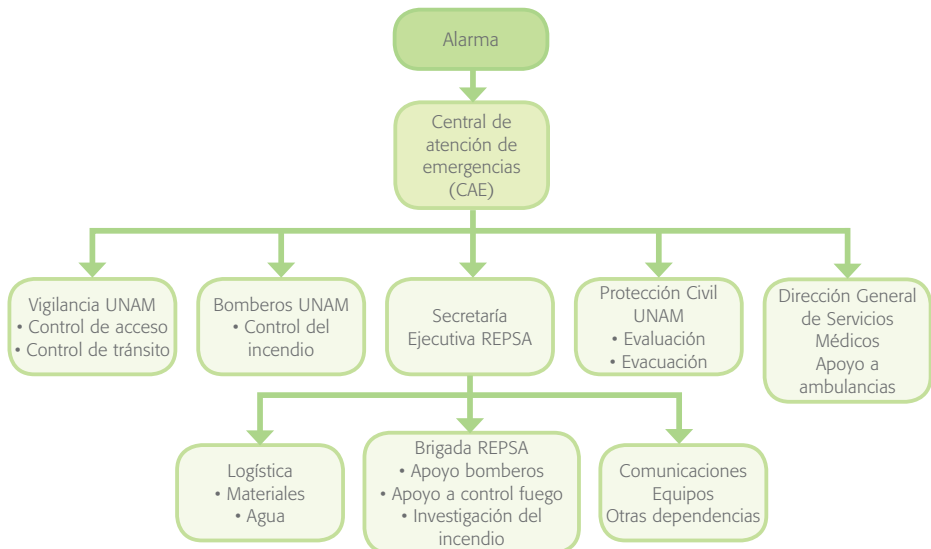 Alarma
Central de
atención de
emergencias
(CAE)
Vigilancia UNAM
• Control de acceso
• Control de tránsito
Bomberos UNAM
• Control del
incendio
Secretaría
Ejecutiva REPSA
Protección Civil
UNAM
• Evaluación
• Evacuación
Dirección General
de Servicios
Médicos
Apoyo a
ambulancias
Logística
• Materiales
• Agua
Brigada REPSA
• Apoyo bomberos
• Apoyo a control fuego
• Investigación del
incendio
Comunicaciones
Equipos
Otras dependencias